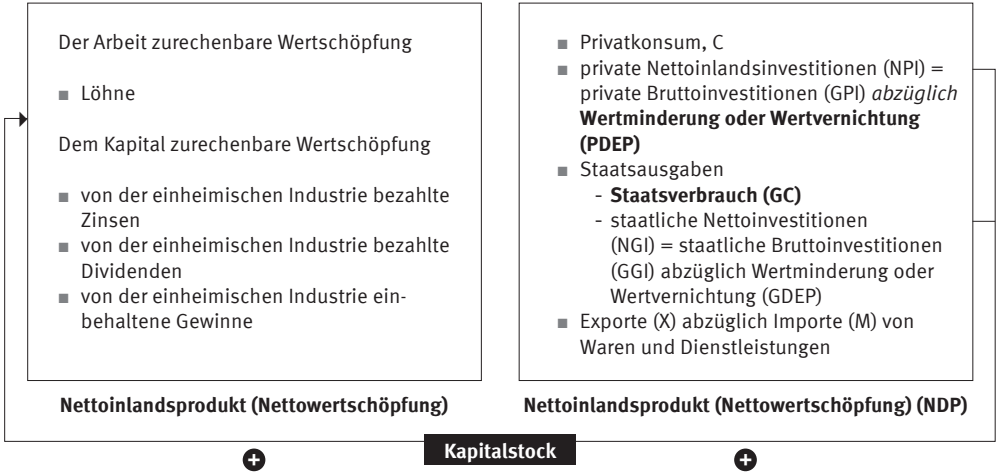 Der Arbeit zurechenbare Wertschöpfung
■ Löhne
Dem Kapital zurechenbare Wertschöpfung
■ von der einheimischen Industrie bezahlte
Zinsen
■ von der einheimischen Industrie bezahlte
Dividenden
■ von der einheimischen Industrie ein-
behaltene Gewinne
Nettoinlandsprodukt (Nettowertschöpfung)
■ Privatkonsum, C
■ private Nettoinlandsinvestitionen (NPI) =
private Bruttoinvestitionen (GPI) abzüglich
Wertminderung oder Wertvernichtung
(PDEP)
■ Staatsausgaben
- Staatsverbrauch (GC)
- staatliche Nettoinvestitionen
(NGI) = staatliche Bruttoinvestitionen
(GGI) abzüglich Wertminderung oder
Wertvernichtung (GDEP)
■ Exporte (X) abzüglich Importe (M) von
Waren und Dienstleistungen
Nettoinlandsprodukt (Nettowertschöpfung) (NDP)
Kapitalstock
+ +